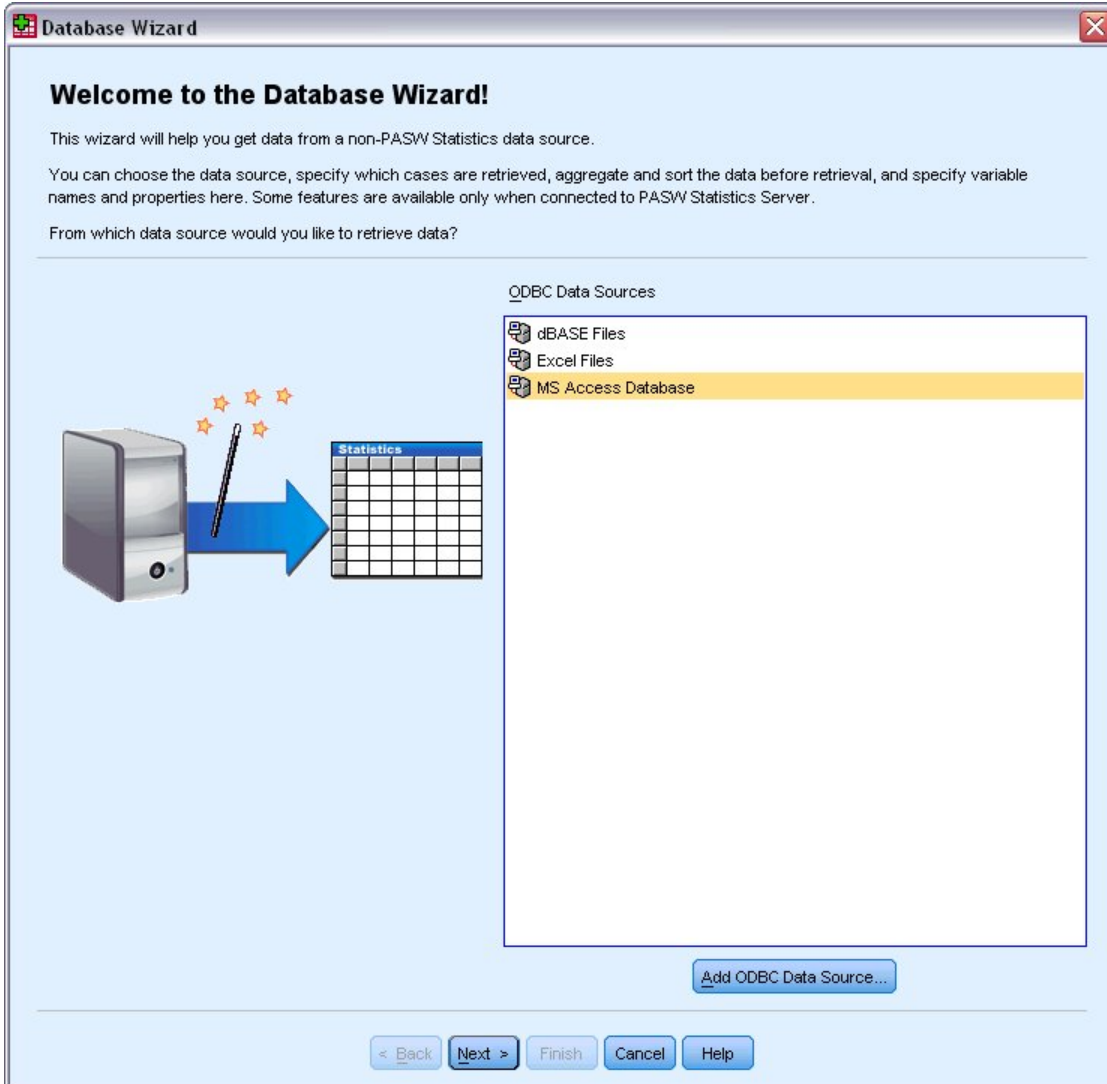 Database Wizard
Welcome to the Database Wizard!
This wizard will help you get data from a non-PASW Statistics data source.
You can choose the data source, specify which cases are retrieved, aggregate and sort the data before retrieval, and specify variable
names and properties here. Some features are available only when connected to PASW Statistics Server.
From which data source would you like to retrieve data?
ODBC Data Sources
dBASE Files
Excel Files
MS Access Database
Statistics
Add ODBC Data Source...
< Back Next > Finish Cancel Help